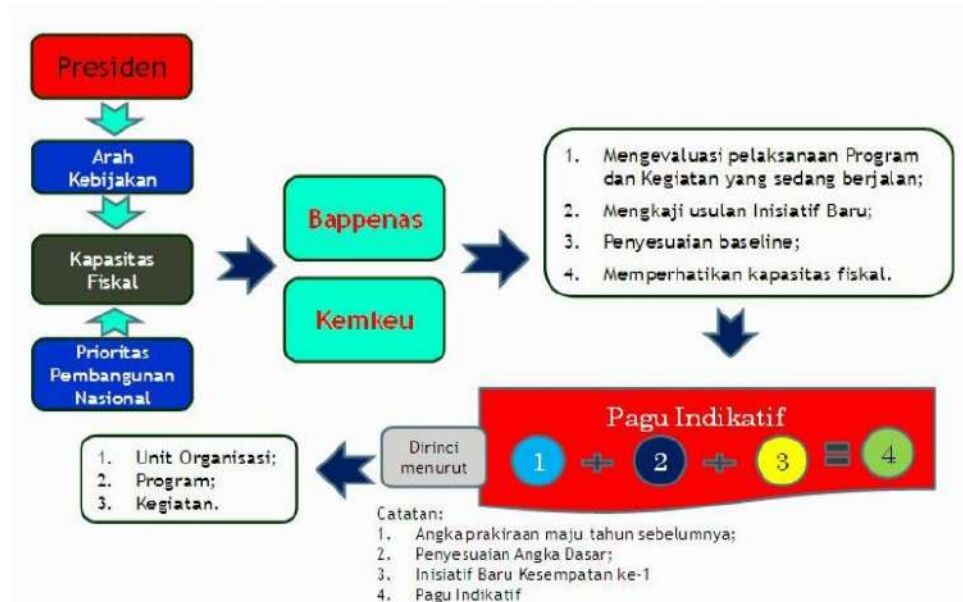 Presiden
Arah
Kebijakan
Kapasitas
Fiskal
Prioritas
Pembangunan
Nasional
Bappenas
Kemkeu
1. Mengevaluasi pelaksanaan Program
dan Kegiatan yang sedang berjalan;
2. Mengkaji usulan Inisiatif Baru;
3. Penyesuaian baseline;
4. Memperhatikan kapasitas fiskal.
Pagu Indikatif
1 + 2 + 3 = 4
Dirinci
menurut
1. Unit Organisasi;
2. Program;
3. Kegiatan.
Catatan:
1. Angka prakiraan maju tahun sebelumnya;
2. Penyesuaian Angka Dasar;
3. Inisiatif Baru Kesempatan ke-1
4. Pagu Indikatif